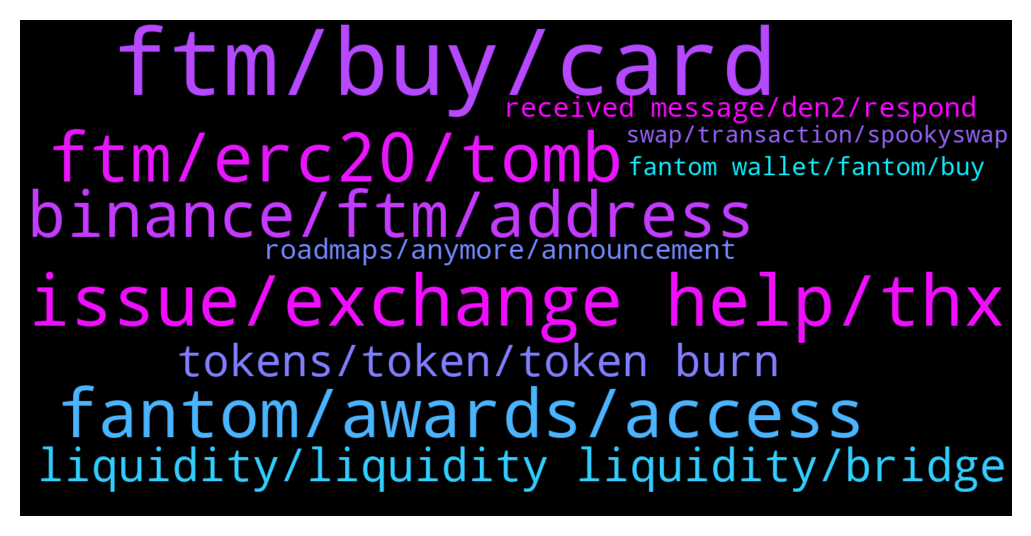 ftm/buy/card
received message/den2/respond
ftm/erc20/tomb
swap/transaction/spookyswap
fantom wallet/fantom/buy
binance/ftm/address
roadmaps/anymore/announcement
issue/exchange help/thx
tokens/token/token burn
fantom/awards/access
liquidity/liquidity liquidity/bridge